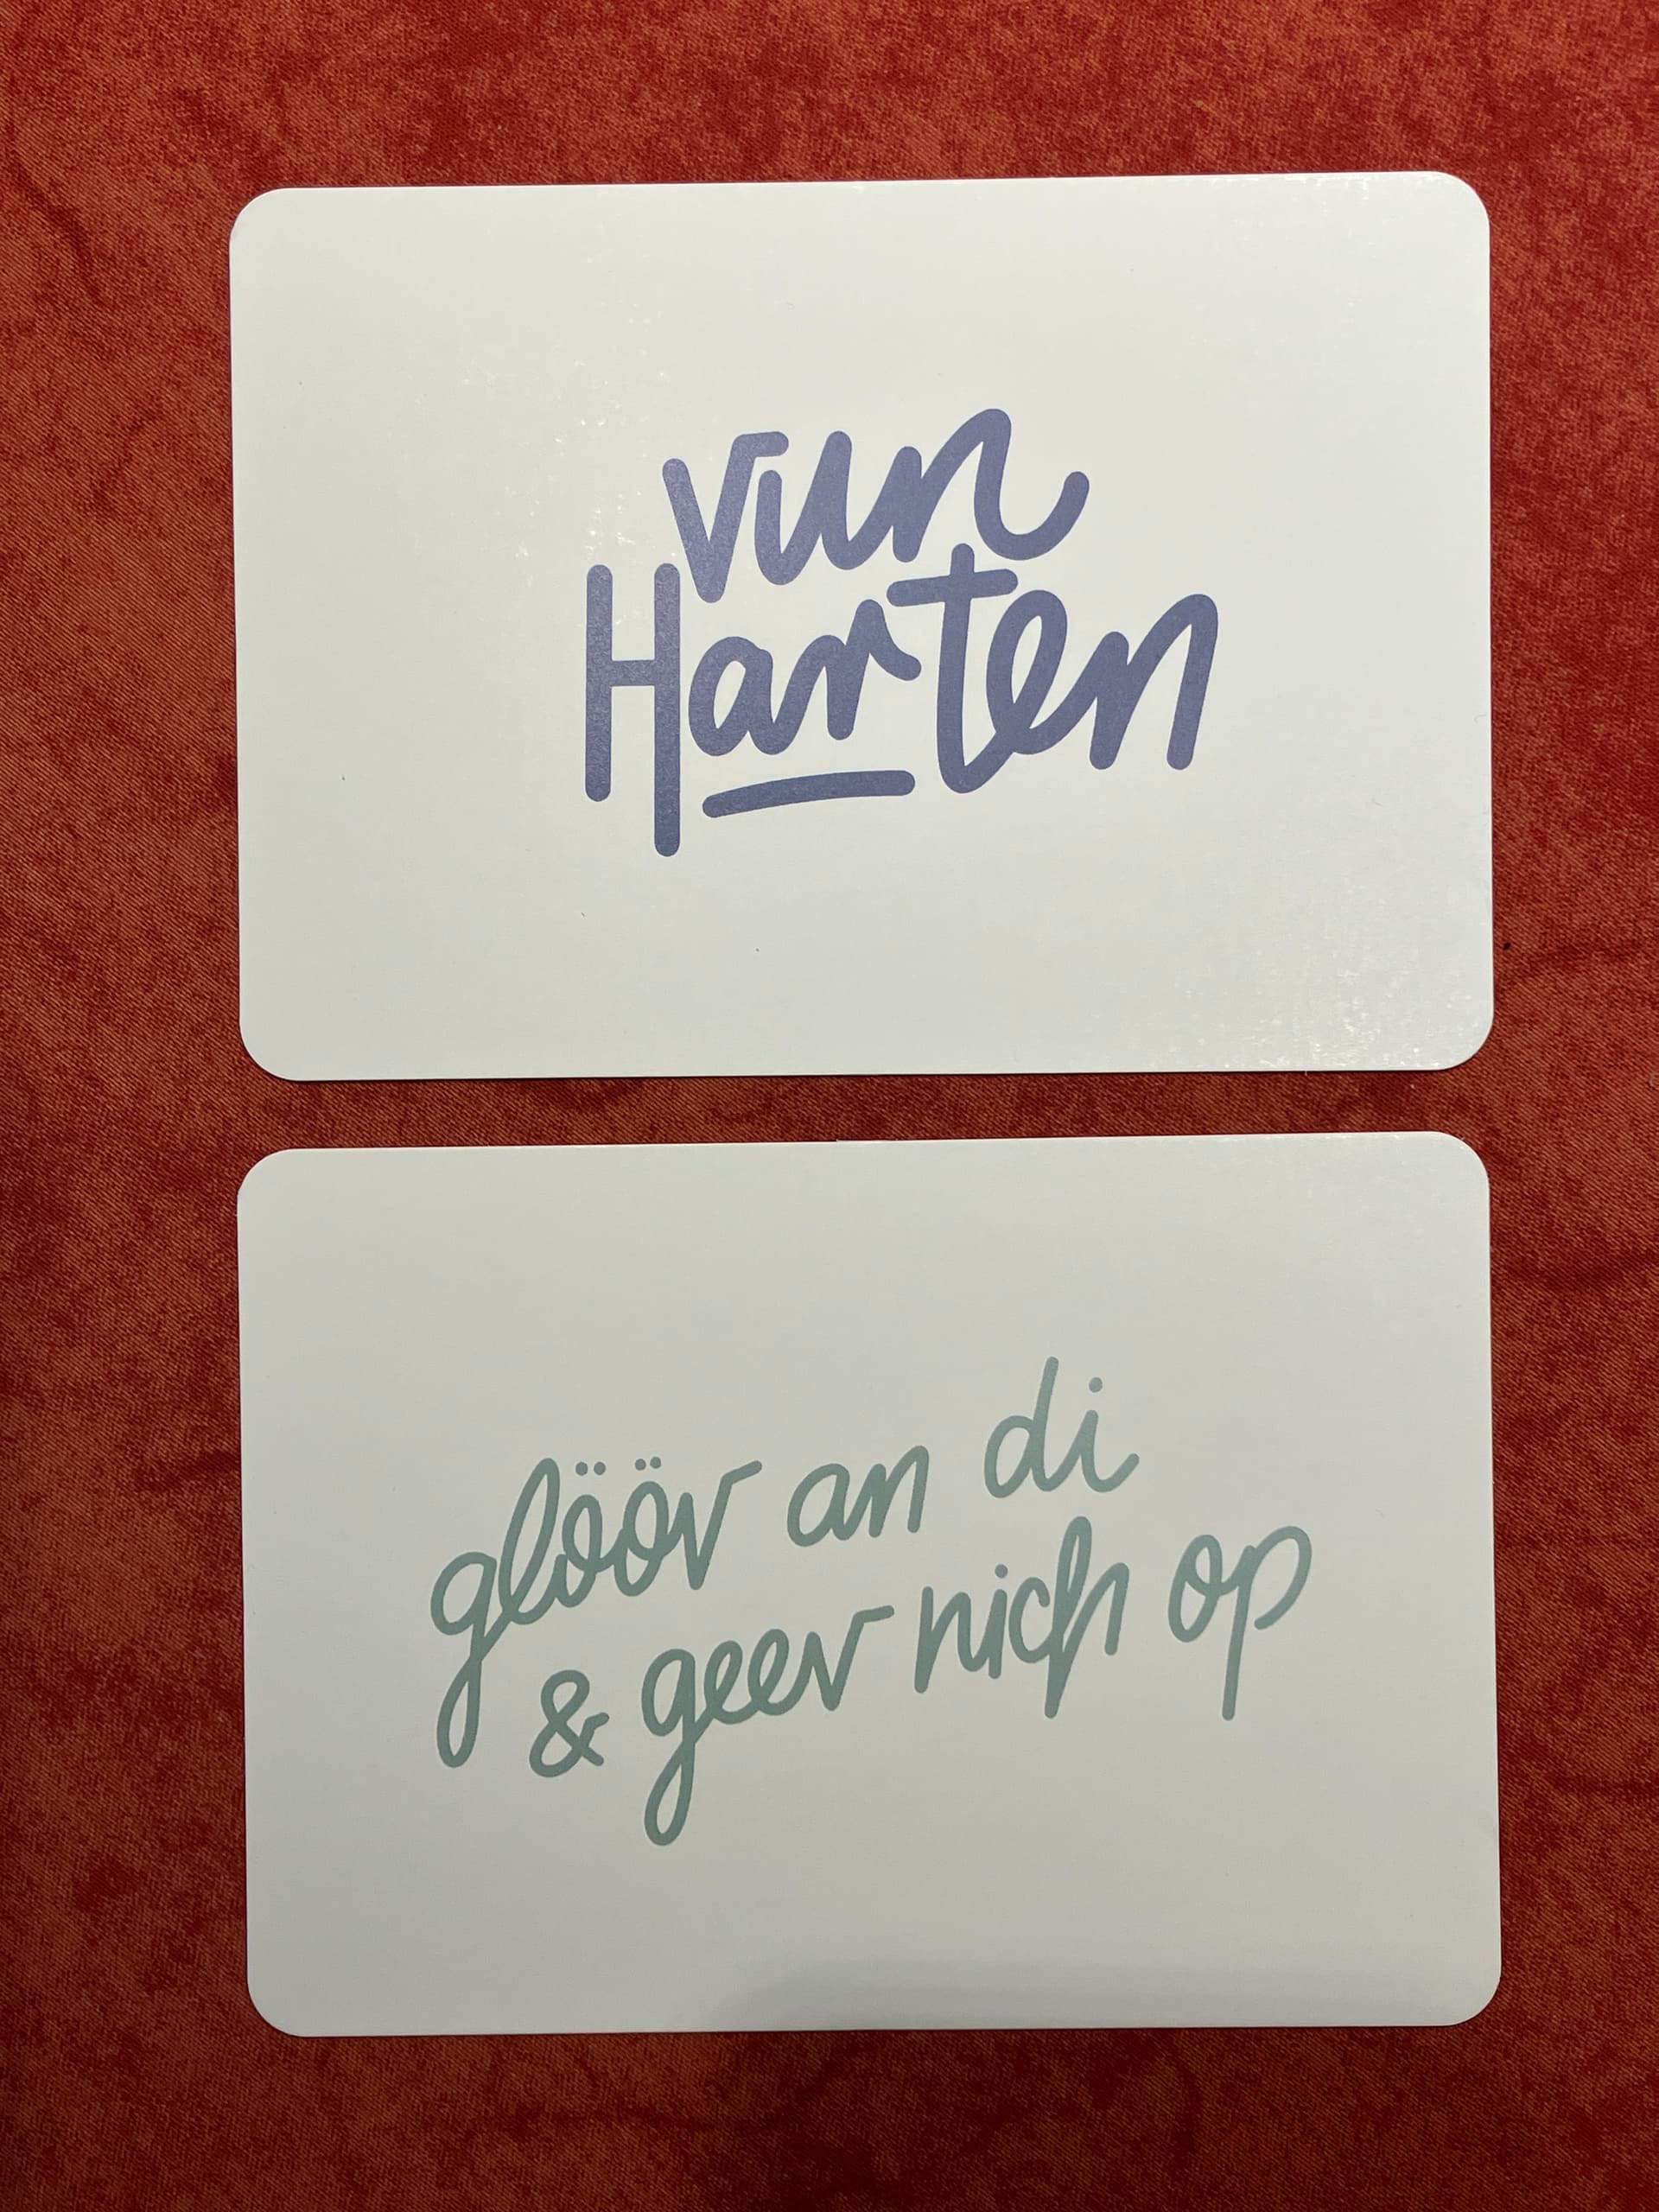 vun
Harten
glööv an di
& geev nich op